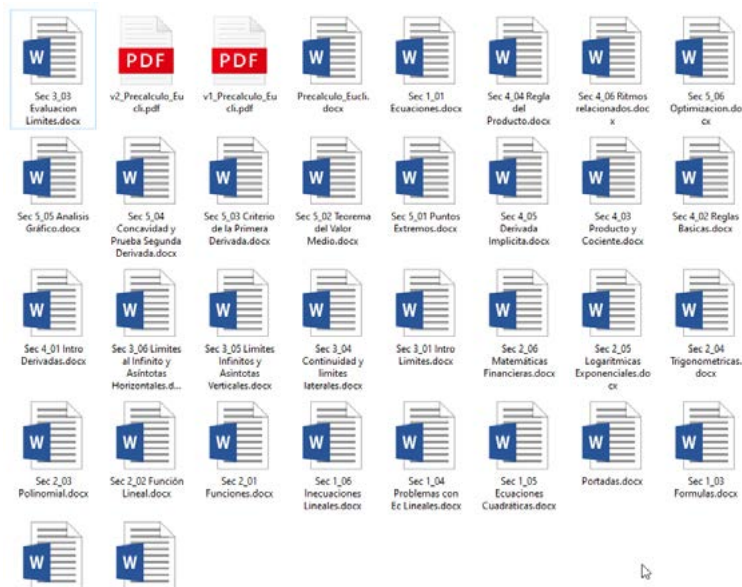 Sec 3_03
Evaluacion
Limites.docx
PDF
v2_Precalculo_Eu
cli.pdf
PDF
v1_Precalculo_Eu
cli.pdf
Precalculo_Eucli.
docx
Sec 1_01
Ecuaciones.docx
Sec 4_04 Regla
del
Producto.docx
Sec 4_06 Ritmos
relacionados.doc
x
Sec 5_06
Optimizacion.do
cx
Sec 5_05 Analisis
Gráfico.docx
Sec 5_04
Concavidad y
Prueba Segunda
Derivada.docx
Sec 5_03 Criterio
de la Primera
Derivada.docx
Sec 5_02 Teorema
del Valor
Medio.docx
Sec 5_01 Puntos
Extremos.docx
Sec 4_05
Derivada
Implicita.docx
Sec 4_03
Producto y
Cociente.docx
Sec 4_02 Reglas
Basicas.docx
Sec 4_01 Intro
Derivadas.docx
Sec 3_06 Limites
al Infinito y
Asíntotas
Horizontales.d...
Sec 3_05 Limites
Infinitos y
Asintotas
Verticales.docx
Sec 3_04
Continuidad y
limites
laterales.docx
Sec 3_01 Intro
Limites.docx
Sec 2_06
Matemáticas
Financieras.docx
Sec 2_05
Logaritmicas
Exponenciales.do
cx
Sec 2_04
Trigonometricas.
docx
Sec 2_03
Polinomial.docx
Sec 2_02 Función
Lineal.docx
Sec 2_01
Funciones.docx
Sec 1_06
Inecuaciones
Lineales.docx
Sec 1_04
Problemas con
Ec Lineales.docx
Sec 1_05
Ecuaciones
Cuadráticas.docx
Portadas.docx
Sec 1_03
Formulas.docx